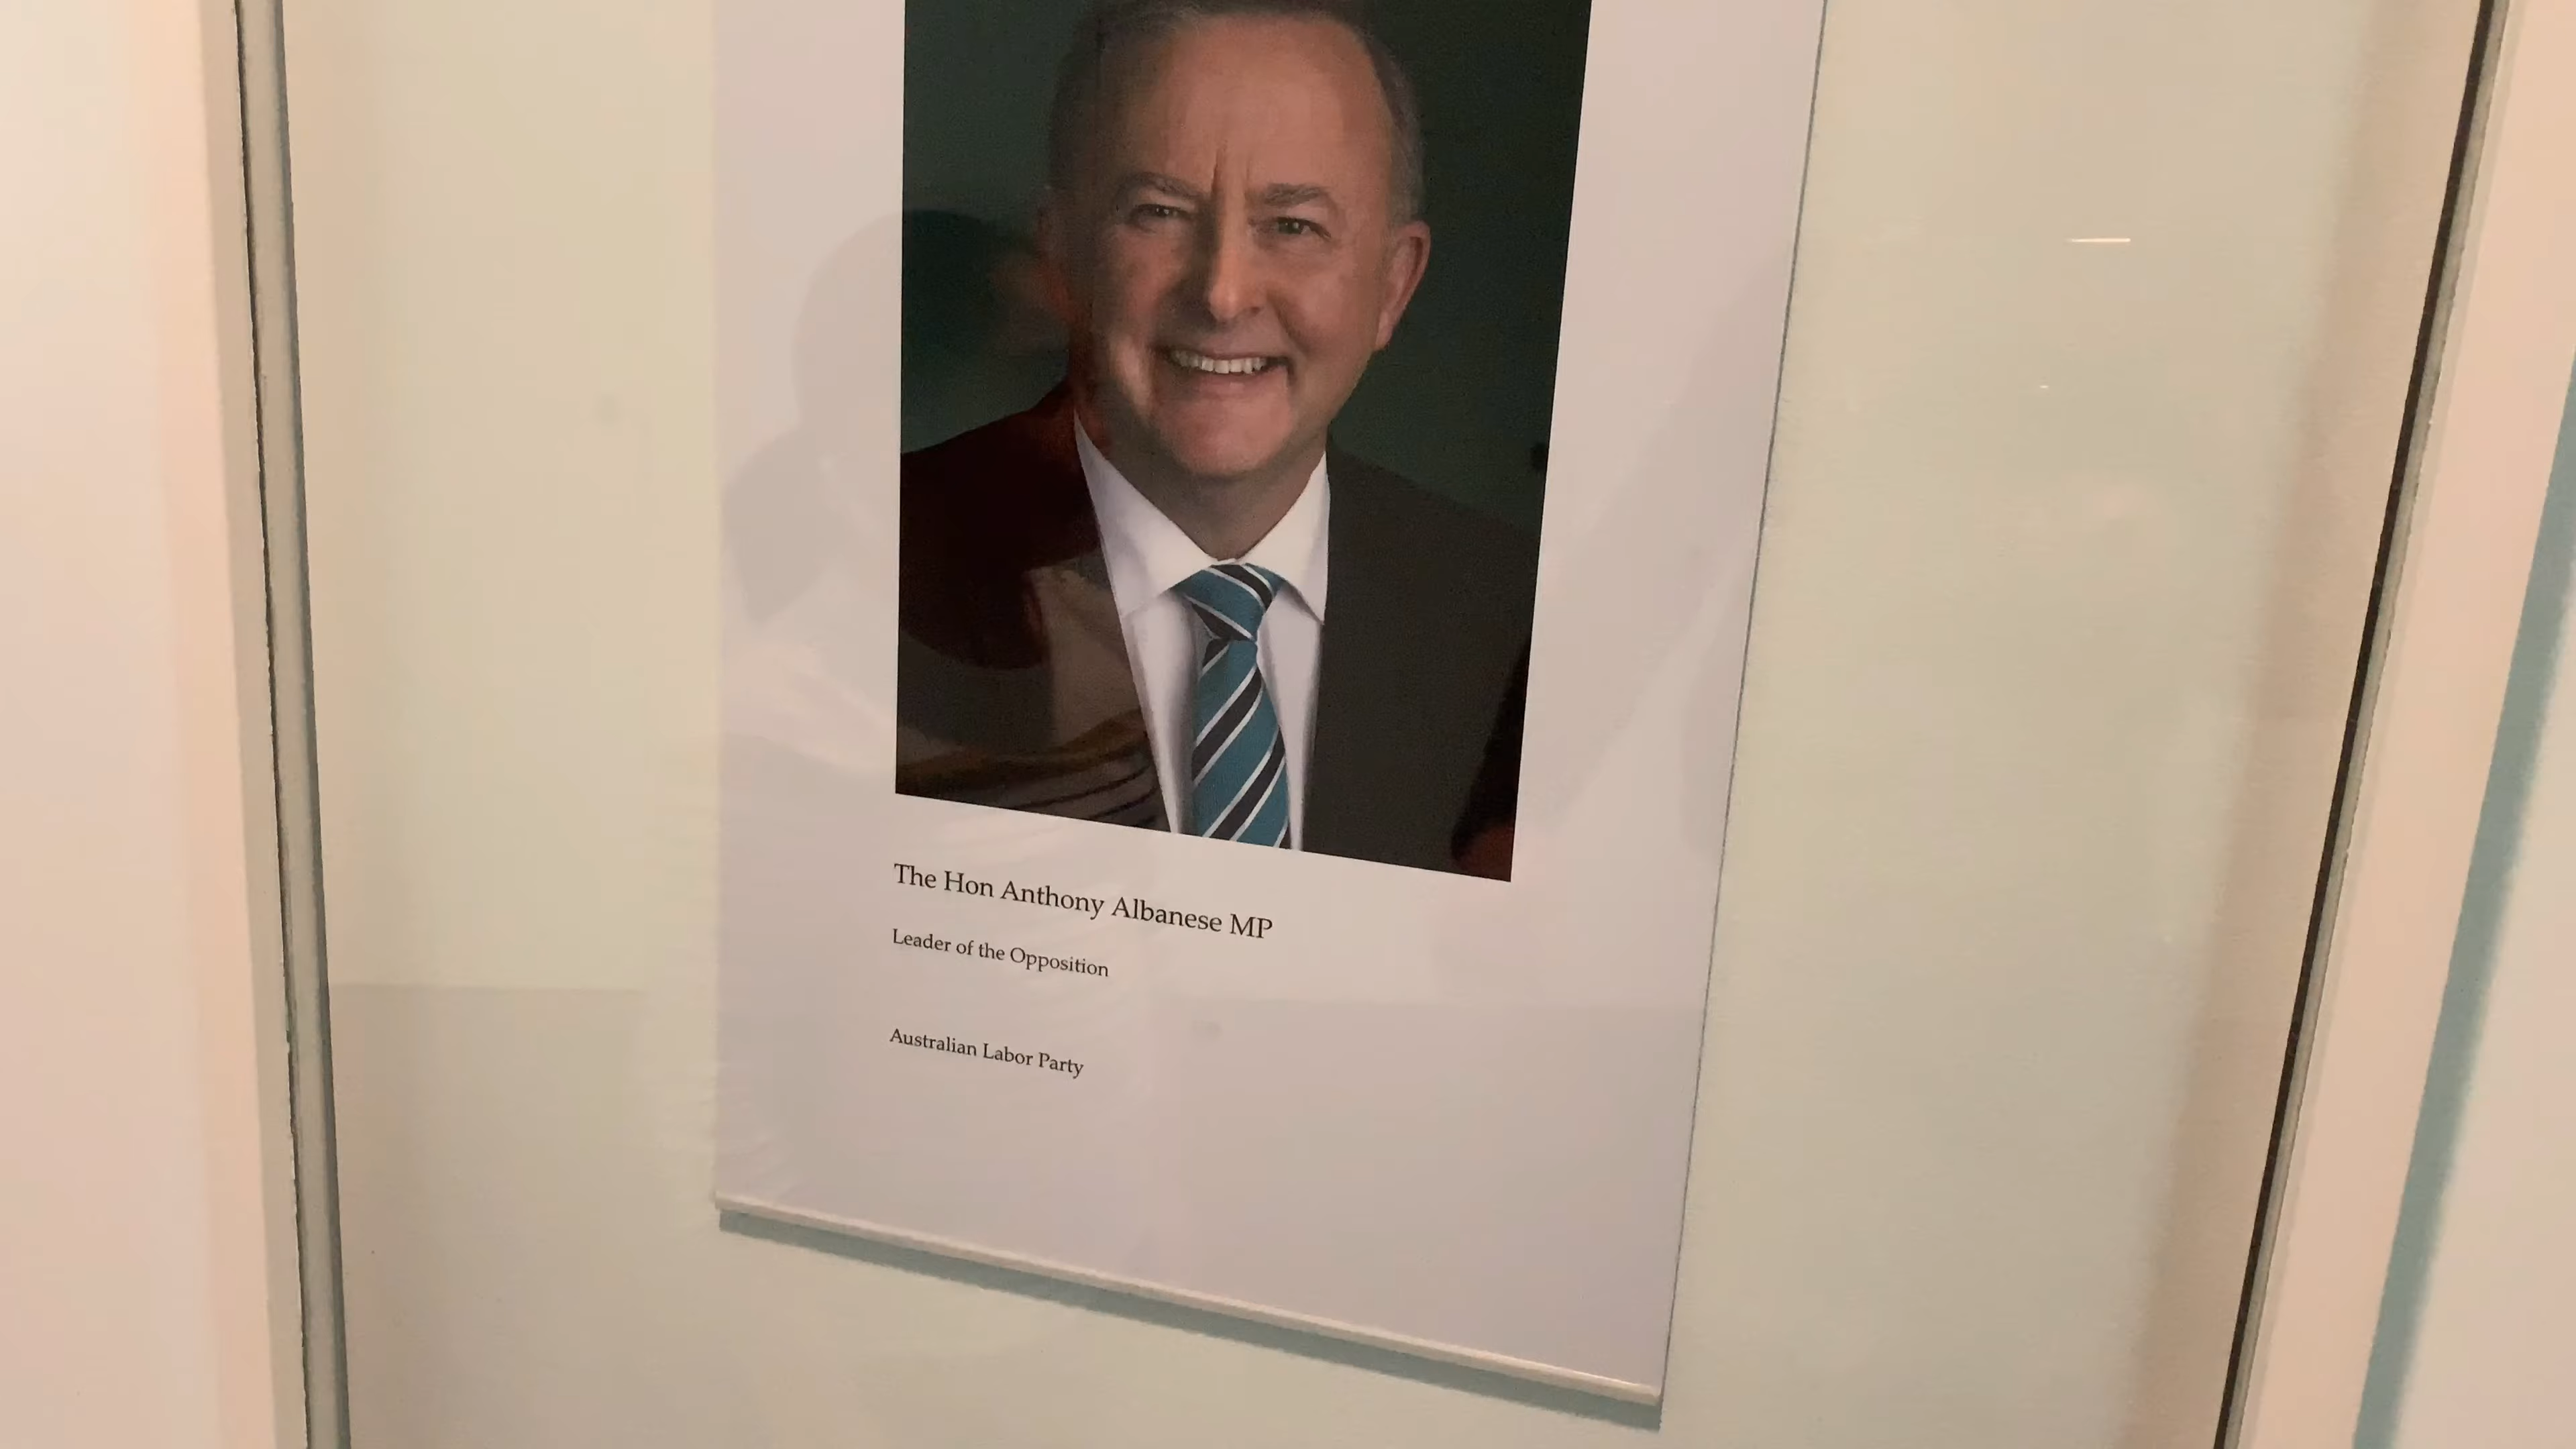 The Hon Anthony Albanese MP
Leader of the Opposition
Australian Labor Party